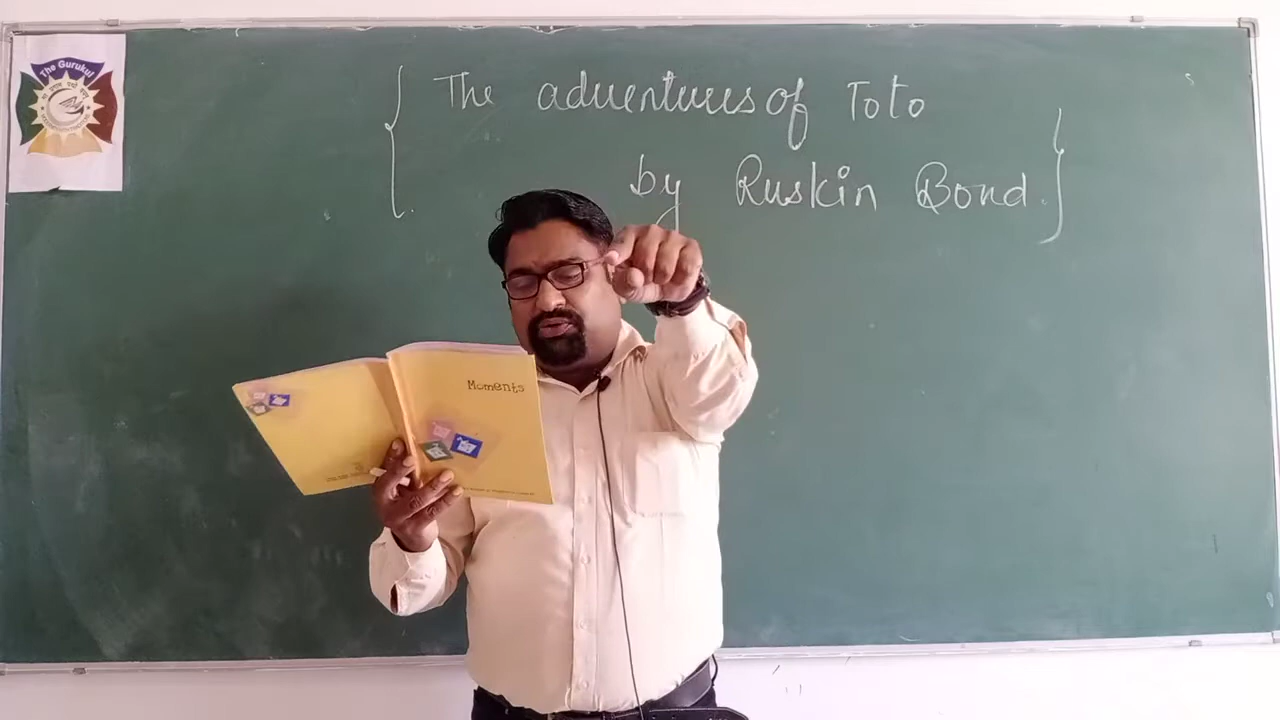 The Gurukul
The adventures of Toto
by Ruskin Bond.
Moments